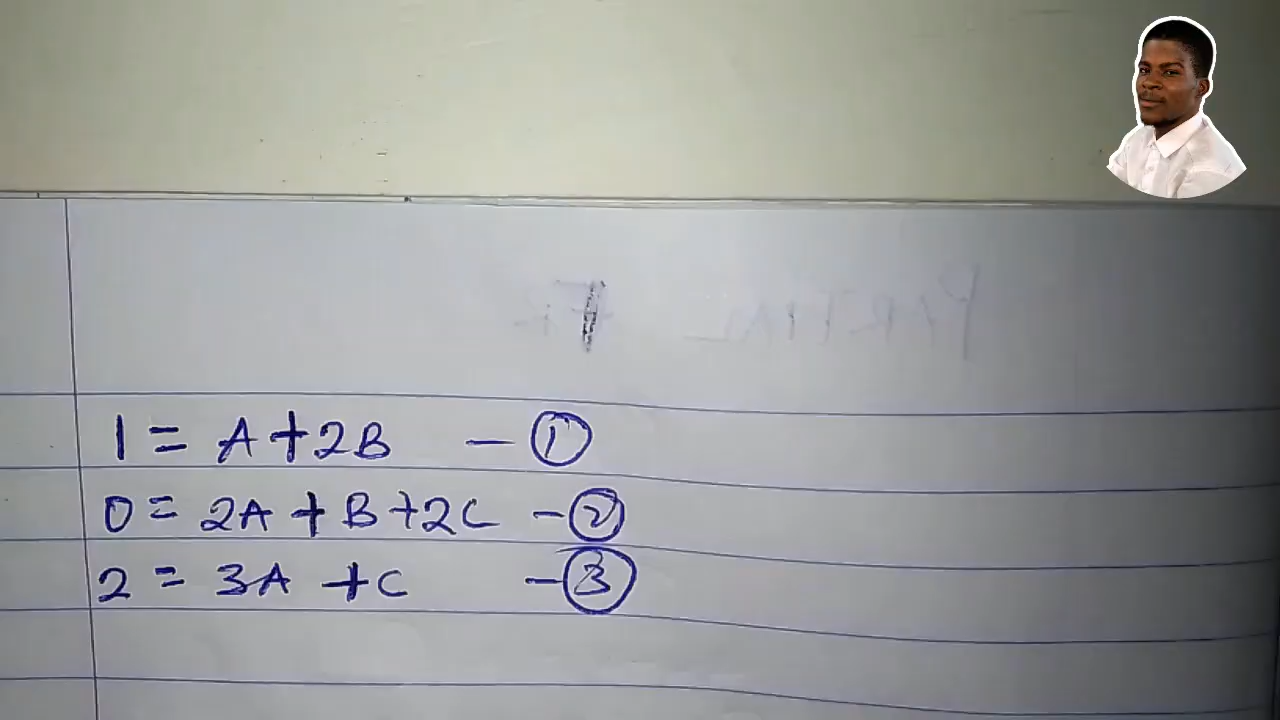 1 = A + 2B — ①
0 = 2A + B + 2C — ②
2 = 3A + C — ③